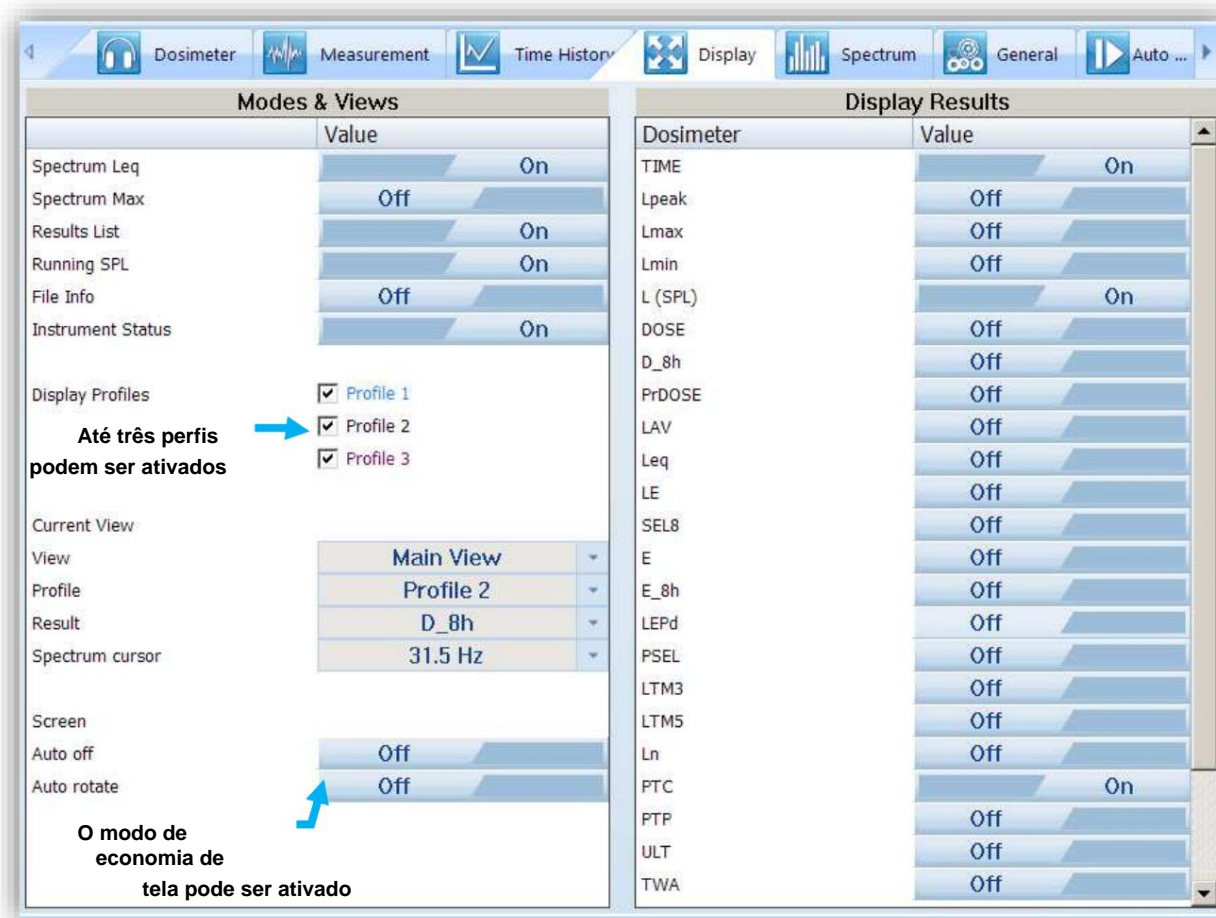 Dosimeter
Measurement
Time History
Display
Spectrum
General
Auto ...
Modes & Views
Value
Spectrum Leq On
Spectrum Max Off
Results List On
Running SPL On
File Info Off
Instrument Status On
Display Profiles Profile 1
Profile 2
Profile 3
Até três perfis
podem ser ativados
Current View
View Main View
Profile Profile 2
Result D_8h
Spectrum cursor 31.5 Hz
Screen
Auto off Off
Auto rotate Off
O modo de
economia de
tela pode ser ativado
Display Results
Dosimeter Value
TIME On
Lpeak Off
Lmax Off
Lmin Off
L (SPL) On
DOSE Off
D_8h Off
PrDOSE Off
LAV Off
Leq Off
LE Off
SEL8 Off
E Off
E_8h Off
LEPd Off
PSEL Off
LTM3 Off
LTM5 Off
Ln Off
PTC On
PTP Off
ULT Off
TWA Off